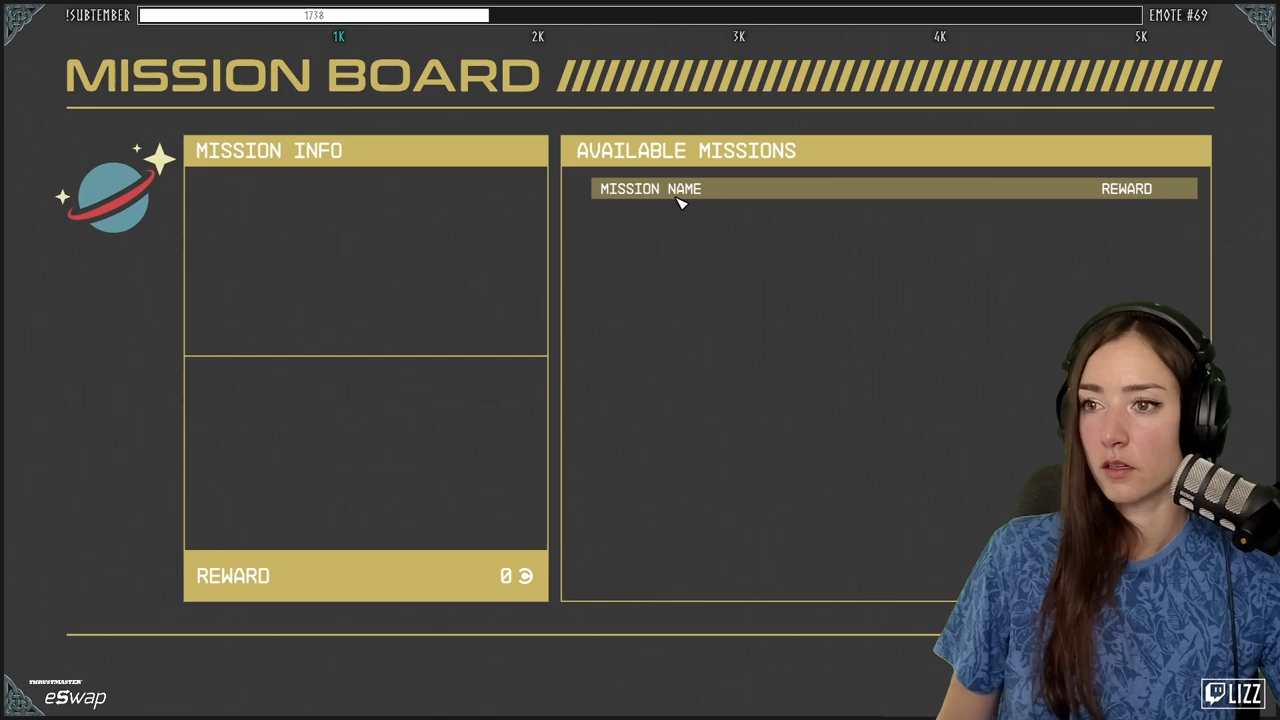 !SUBTEMBER 1738 EMOTE #69
1K 2K 3K 4K 5K
MISSION BOARD
MISSION INFO
AVAILABLE MISSIONS
MISSION NAME REWARD
REWARD 0
THRUSTMASTER
eSwap
LIZZ